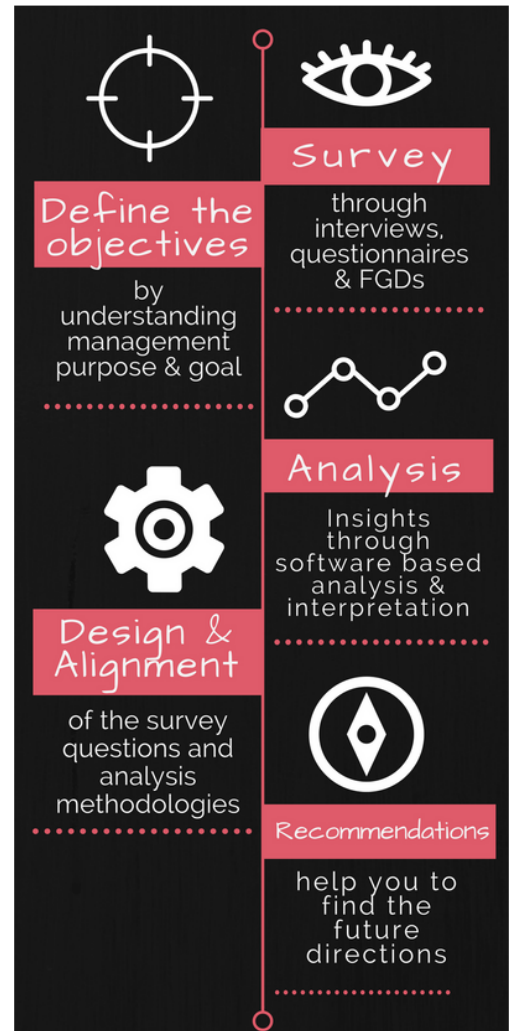 Define the
objectives
by
understanding
management
purpose & goal
Design &
Alignment
of the survey
questions and
analysis
methodologies
Survey
through
interviews,
questionnaires
& FGDs
Analysis
Insights
through
software based
analysis &
interpretation
Recommendations
help you to
find the
future
directions